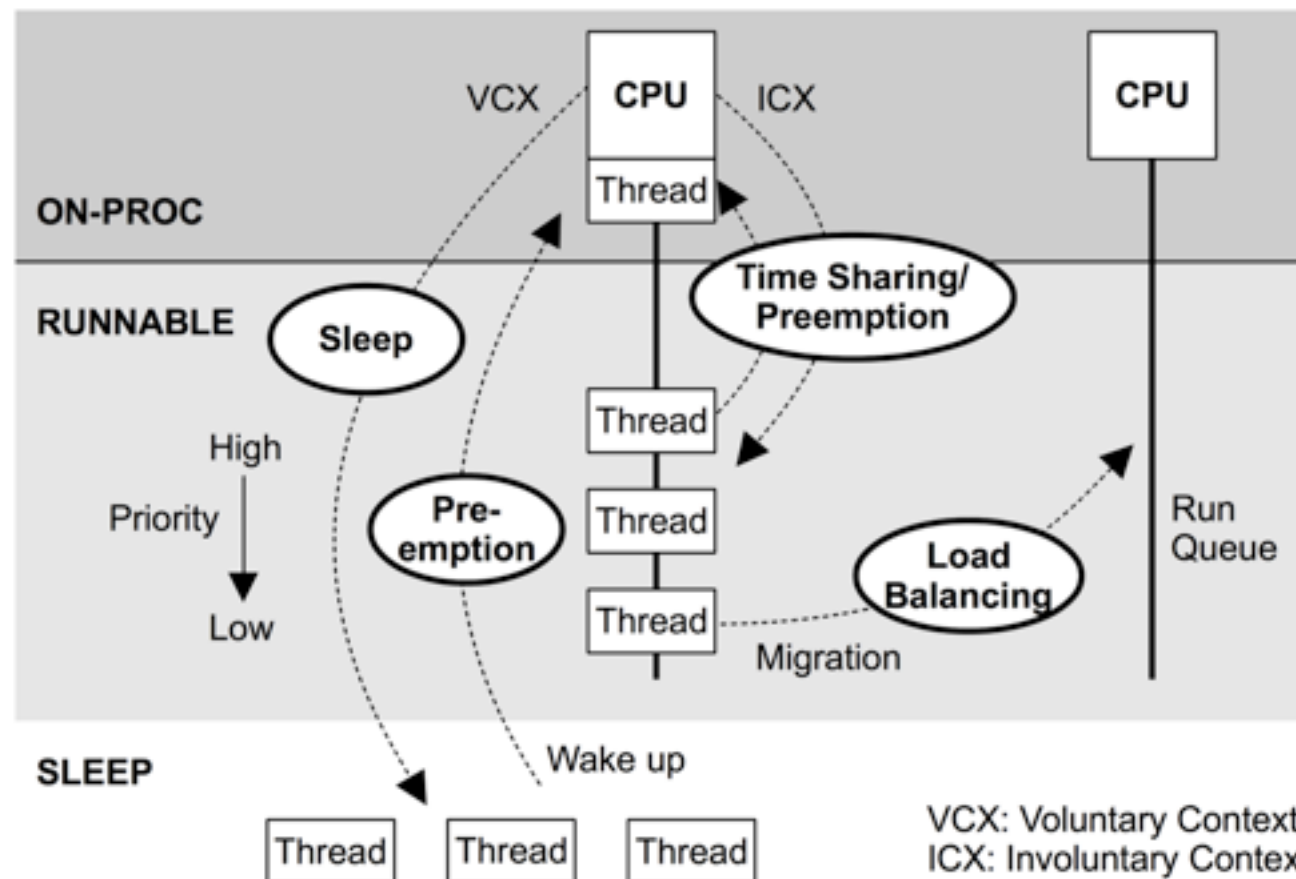 VCX
CPU
ICX
CPU
Thread
ON-PROC
Time Sharing/
Preemption
RUNNABLE
Sleep
Thread
High
Priority
Low
Pre-
emption
Thread
Run
Queue
Load
Balancing
Thread
Migration
Wake up
SLEEP
Thread
Thread
Thread
VCX: Voluntary Context
ICX: Involuntary